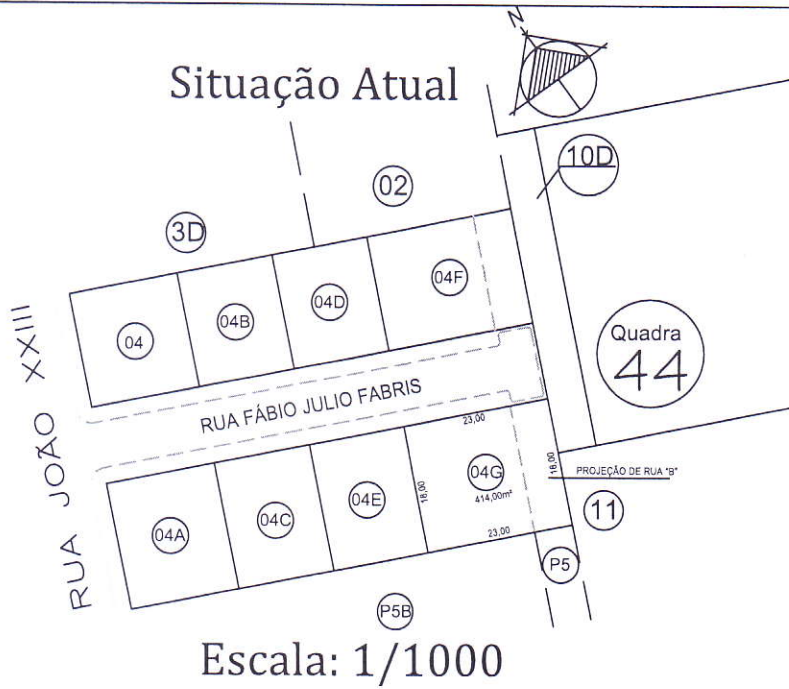 N
Situação Atual
10D
02
3D
04F
04D
04B
04
Quadra
44
RUA JOÃO XXIII
RUA FÁBIO JULIO FABRIS
23,00
18,00
PROJEÇÃO DE RUA "B"
04G
414,00m²
18,00
04E
04C
04A
11
23,00
P5
P5B
Escala: 1/1000